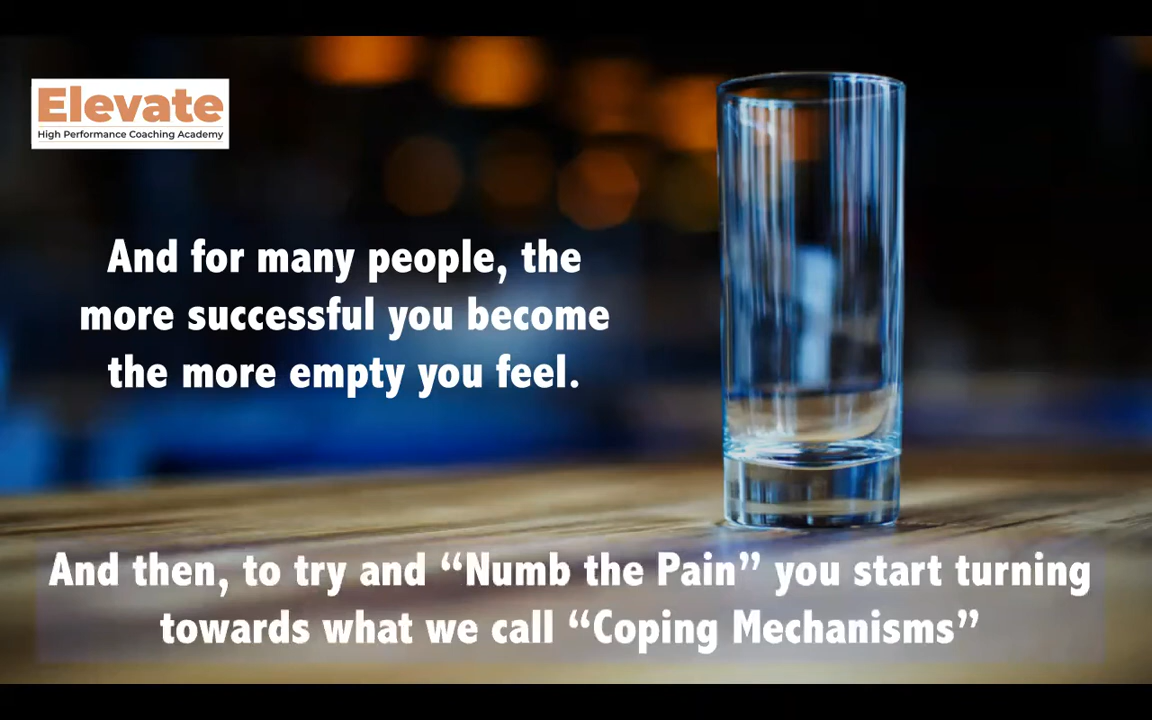 Elevate
High Performance Coaching Academy
And for many people, the
more successful you become
the more empty you feel.
And then, to try and “Numb the Pain” you start turning
towards what we call “Coping Mechanisms”